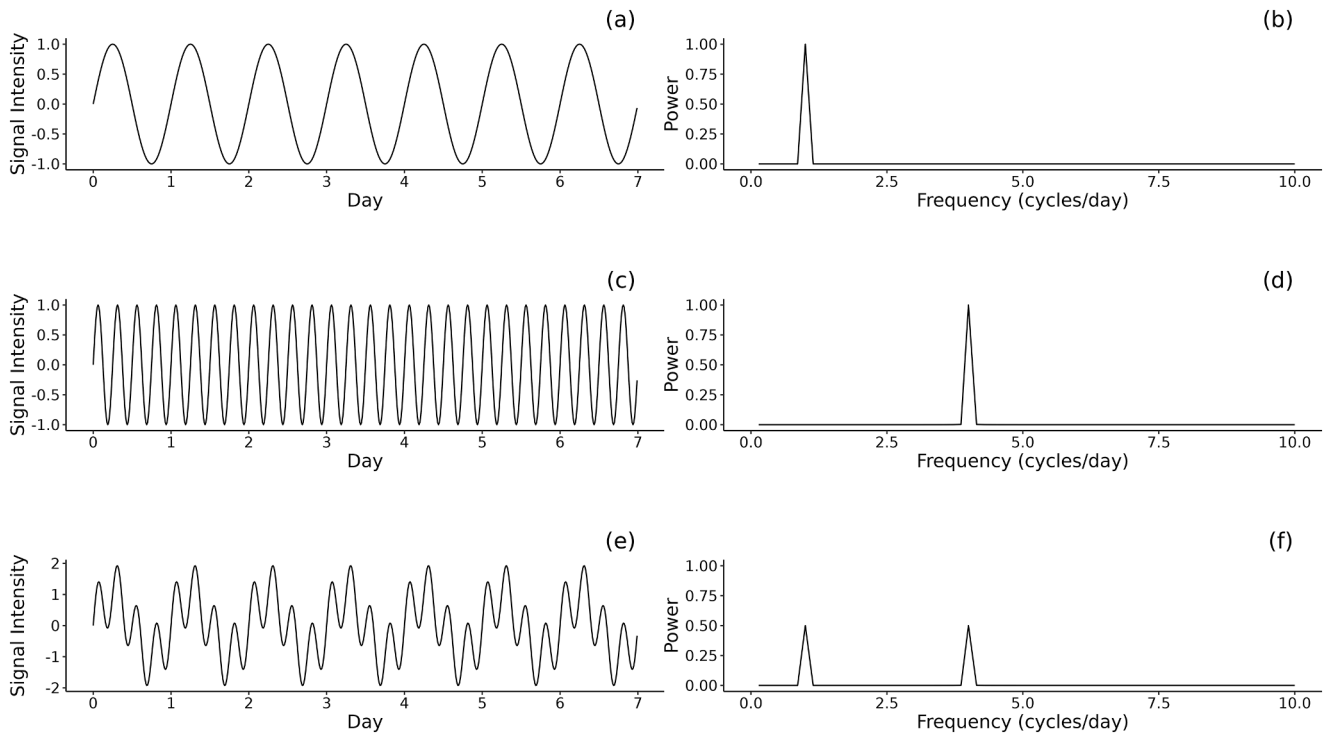 (a)
Signal Intensity
1.0
0.5
0.0
-0.5
-1.0
0 1 2 3 4 5 6 7
Day
(b)
Power
1.00
0.75
0.50
0.25
0.00
0.0 2.5 5.0 7.5 10.0
Frequency (cycles/day)
(c)
Signal Intensity
1.0
0.5
0.0
-0.5
-1.0
0 1 2 3 4 5 6 7
Day
(d)
Power
1.00
0.75
0.50
0.25
0.00
0.0 2.5 5.0 7.5 10.0
Frequency (cycles/day)
(e)
Signal Intensity
2
1
0
-1
-2
0 1 2 3 4 5 6 7
Day
(f)
Power
1.00
0.75
0.50
0.25
0.00
0.0 2.5 5.0 7.5 10.0
Frequency (cycles/day)